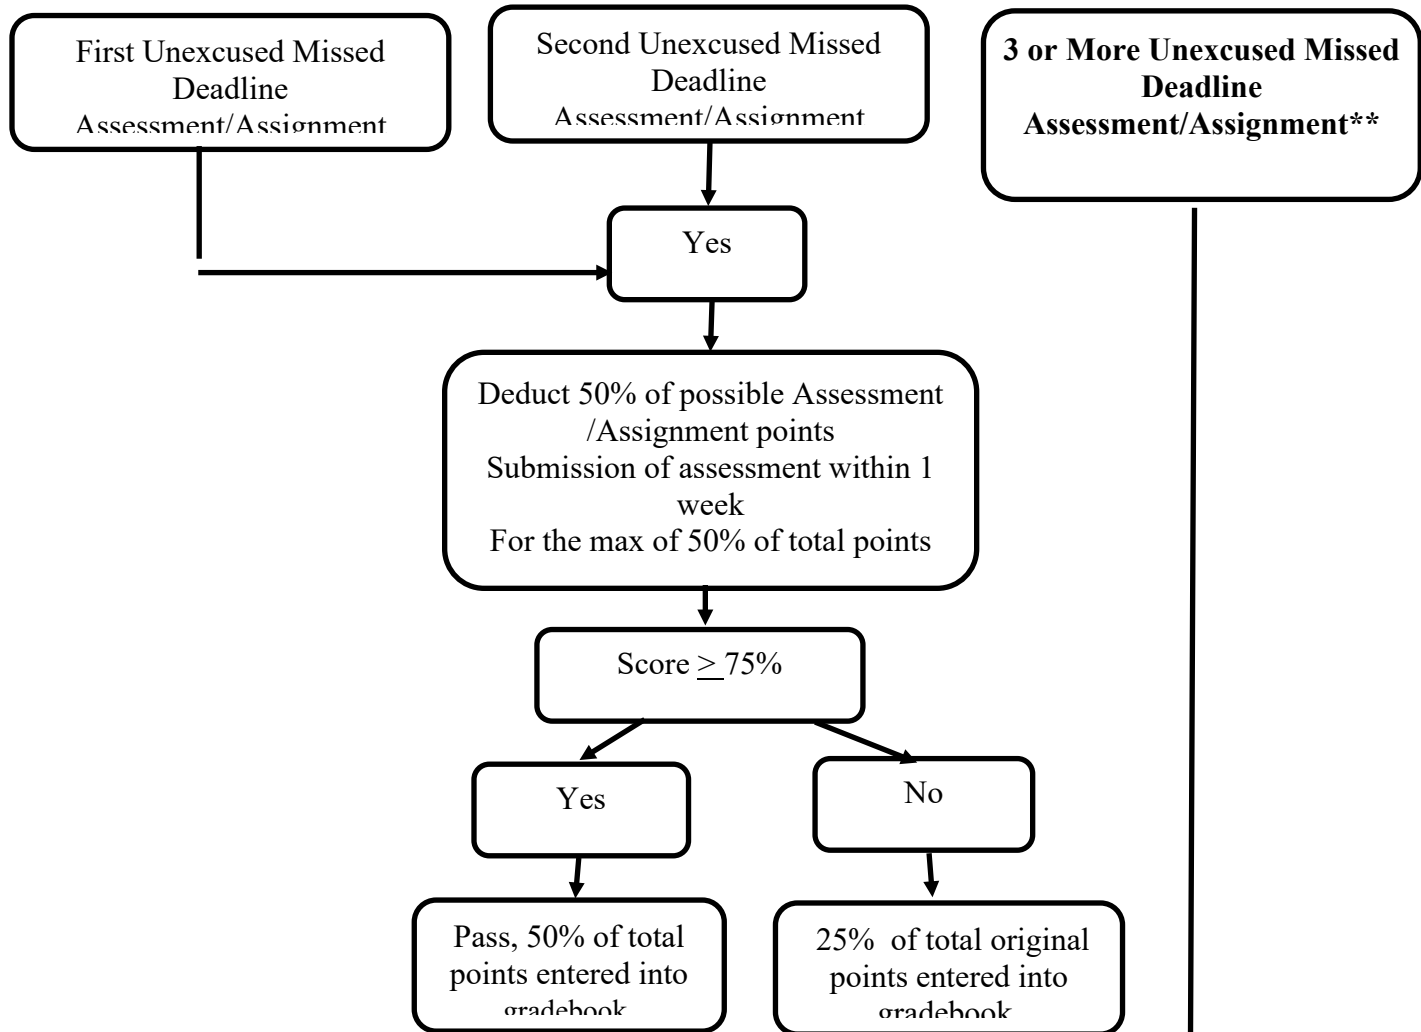 First Unexcused Missed
Deadline
Assessment/Assignment
Second Unexcused Missed
Deadline
Assessment/Assignment
3 or More Unexcused Missed
Deadline
Assessment/Assignment**
Yes
Deduct 50% of possible Assessment
/Assignment points
Submission of assessment within 1
week
For the max of 50% of total points
Score > 75%
Yes
No
Pass, 50% of total
points entered into
gradebook
25% of total original
points entered into
gradebook